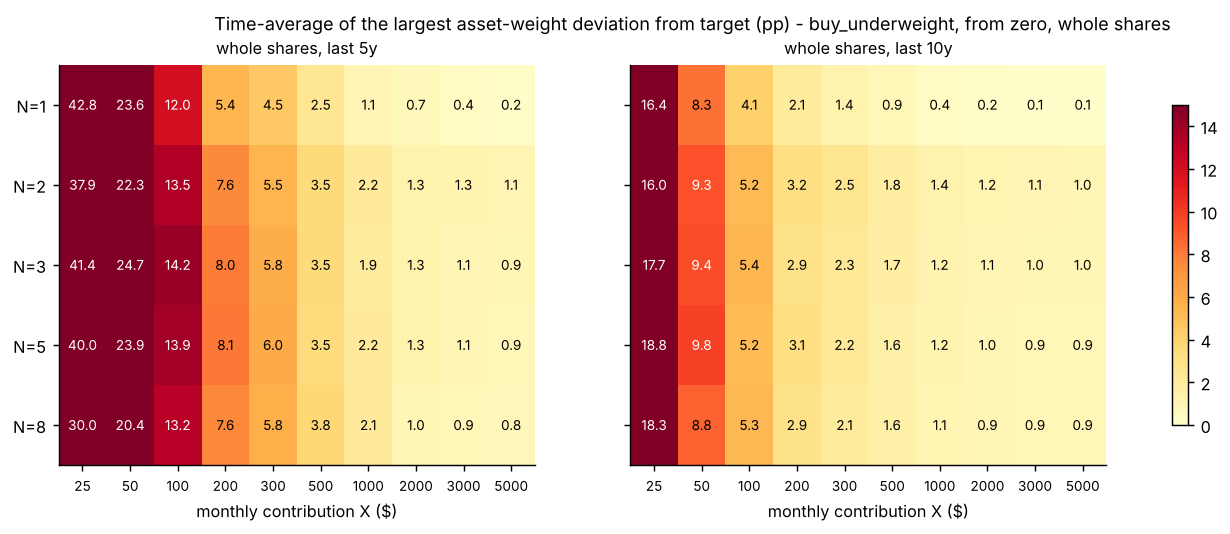 Time-average of the largest asset-weight deviation from target (pp) - buy_underweight, from zero, whole shares
whole shares, last 5y
whole shares, last 10y
N=1 42.8 23.6 12.0 5.4 4.5 2.5 1.1 0.7 0.4 0.2 16.4 8.3 4.1 2.1 1.4 0.9 0.4 0.2 0.1 0.1
N=2 37.9 22.3 13.5 7.6 5.5 3.5 2.2 1.3 1.3 1.1 16.0 9.3 5.2 3.2 2.5 1.8 1.4 1.2 1.1 1.0
N=3 41.4 24.7 14.2 8.0 5.8 3.5 1.9 1.3 1.1 0.9 17.7 9.4 5.4 2.9 2.3 1.7 1.2 1.1 1.0 1.0
N=5 40.0 23.9 13.9 8.1 6.0 3.5 2.2 1.3 1.1 0.9 18.8 9.8 5.2 3.1 2.2 1.6 1.2 1.0 0.9 0.9
N=8 30.0 20.4 13.2 7.6 5.8 3.8 2.1 1.0 0.9 0.8 18.3 8.8 5.3 2.9 2.1 1.6 1.1 0.9 0.9 0.9
25 50 100 200 300 500 1000 2000 3000 5000 25 50 100 200 300 500 1000 2000 3000 5000
monthly contribution X ($)
monthly contribution X ($)
14
12
10
8
6
4
2
0